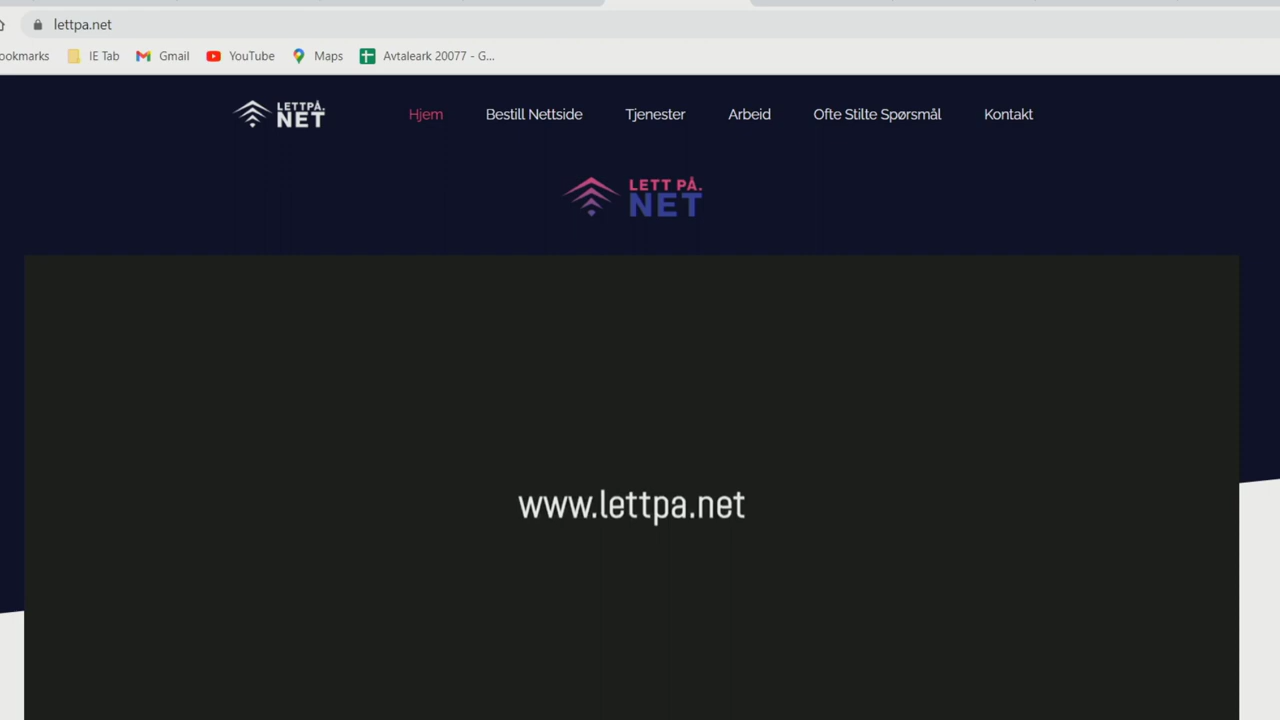 lettpa.net
ookmarks IE Tab Gmail YouTube Maps Avtaleark 20077 - G...
LETTPÅ.
NET
Hjem Bestill Nettside Tjenester Arbeid Ofte Stilte Spørsmål Kontakt
LETT PÅ.
NET
www.lettpa.net